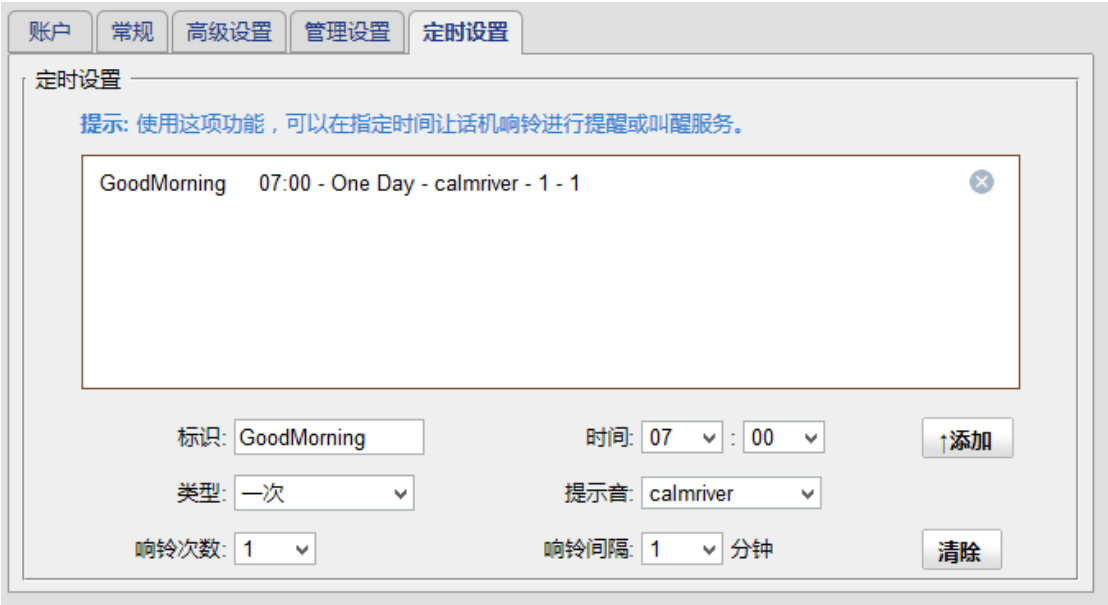 账户 常规 高级设置 管理设置 定时设置
定时设置
提示: 使用这项功能，可以在指定时间让话机响铃进行提醒或叫醒服务。
GoodMorning 07:00 - One Day - calmriver - 1 - 1
标识: GoodMorning 时间: 07 : 00 ↑添加
类型: 一次 提示音: calmriver
响铃次数: 1 响铃间隔: 1 分钟 清除